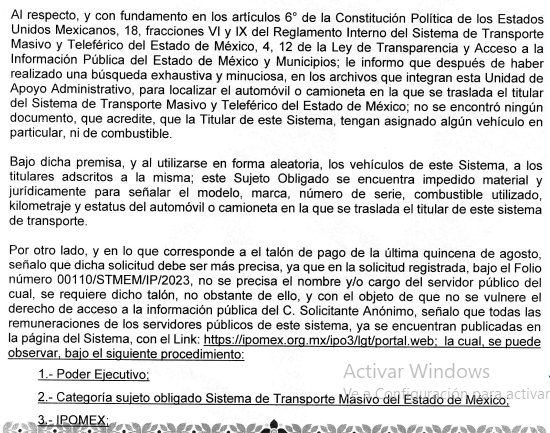 Al respecto, y con fundamento en los artículos 6° de la Constitución Política de los Estados
Unidos Mexicanos, 18, fracciones VI y IX del Reglamento Interno del Sistema de Transporte
Masivo y Teleférico del Estado de México, 4, 12 de la Ley de Transparencia y Acceso a la
Información Pública del Estado de México y Municipios; le informo que después de haber
realizado una búsqueda exhaustiva y minuciosa, en los archivos que integran esta Unidad de
Apoyo Administrativo, para localizar el automóvil o camioneta en la que se traslada el titular
del Sistema de Transporte Masivo y Teleférico del Estado de México; no se encontró ningún
documento, que acredite, que la Titular de este Sistema, tengan asignado algún vehículo en
particular, ni de combustible.
Bajo dicha premisa, y al utilizarse en forma aleatoria, los vehículos de este Sistema, a los
titulares adscritos a la misma; este Sujeto Obligado se encuentra impedido material y
jurídicamente para señalar el modelo, marca, número de serie, combustible utilizado,
kilometraje y estatus del automóvil o camioneta en la que se traslada el titular de este sistema
de transporte.
Por otro lado, y en lo que corresponde a el talón de pago de la última quincena de agosto,
señalo que dicha solicitud debe ser más precisa, ya que en la solicitud registrada, bajo el Folio
número 00110/STMEM/IP/2023, no se precisa el nombre y/o cargo del servidor público del
cual, se requiere dicho talón, no obstante de ello, y con el objeto de que no se vulnere el
derecho de acceso a la información pública del C. Solicitante Anónimo, señalo que todas las
remuneraciones de los servidores públicos de este sistema, ya se encuentran publicadas en
la página del Sistema, con el Link: https://ipomex.org.mx/ipo3/lgt/portal.web; la cual, se puede
observar, bajo el siguiente procedimiento:
1.- Poder Ejecutivo;
2.- Categoría sujeto obligado Sistema de Transporte Masivo del Estado de México;
3.- IPOMEX;
Activar Windows
Ve a Configuración para activar